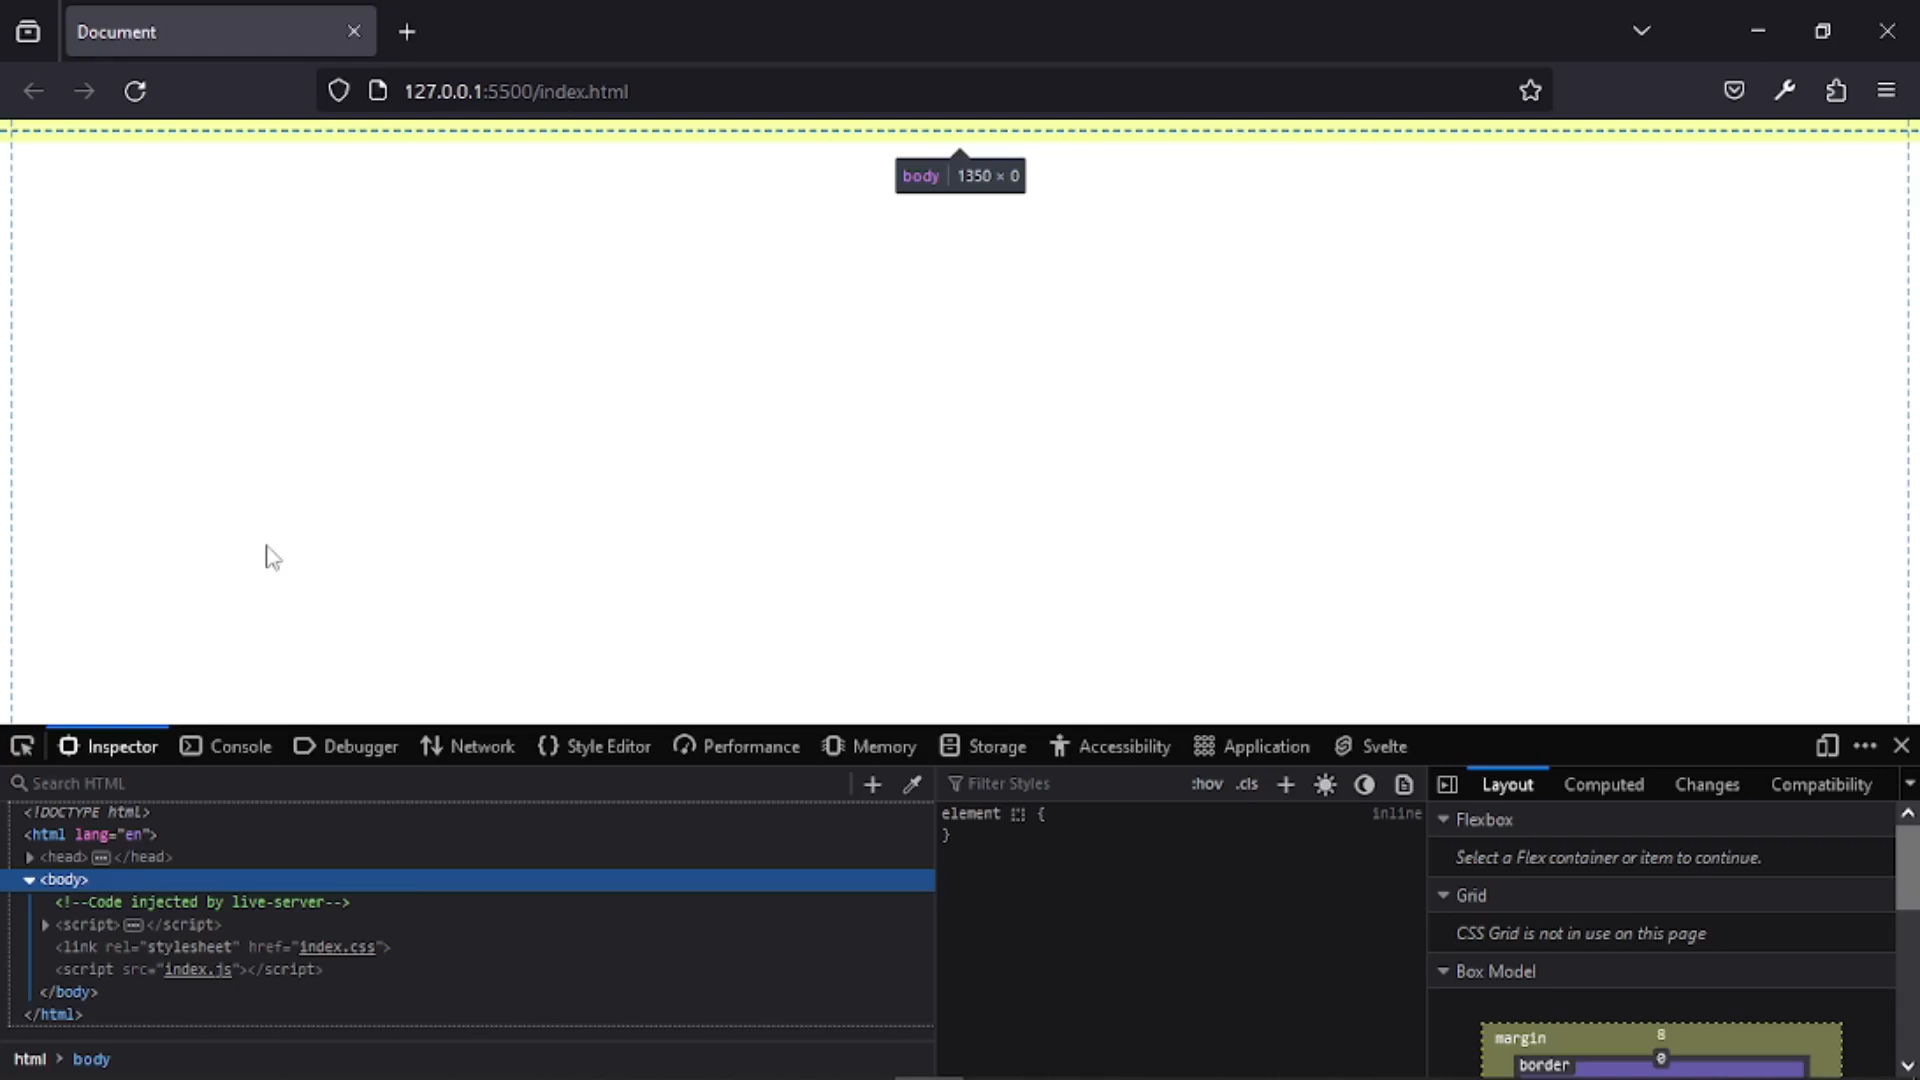 Document
127.0.0.1:5500/index.html
body 1350 × 0
Inspector Console Debugger Network Style Editor Performance Memory Storage Accessibility Application Svelte
Search HTML
Filter Styles :hov .cls
Layout Computed Changes Compatibility
<!DOCTYPE html>
<html lang="en">
<head> ••• </head>
<body>
<!--Code injected by live-server-->
<script> ••• </script>
<link rel="stylesheet" href="index.css">
<script src="index.js"></script>
</body>
</html>
html > body
element { inline
}
Flexbox
Select a Flex container or item to continue.
Grid
CSS Grid is not in use on this page
Box Model
margin 8
border 0